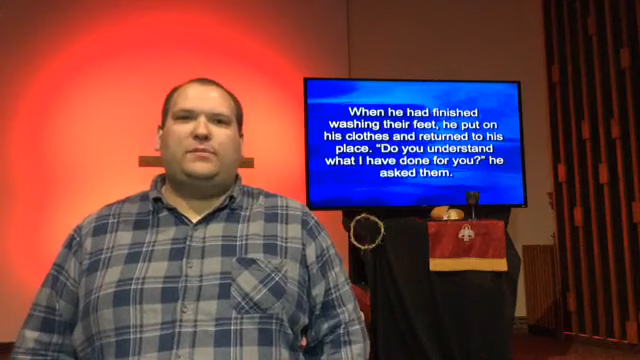 When he had finished
washing their feet, he put on
his clothes and returned to his
place. "Do you understand
what I have done for you?" he
asked them.